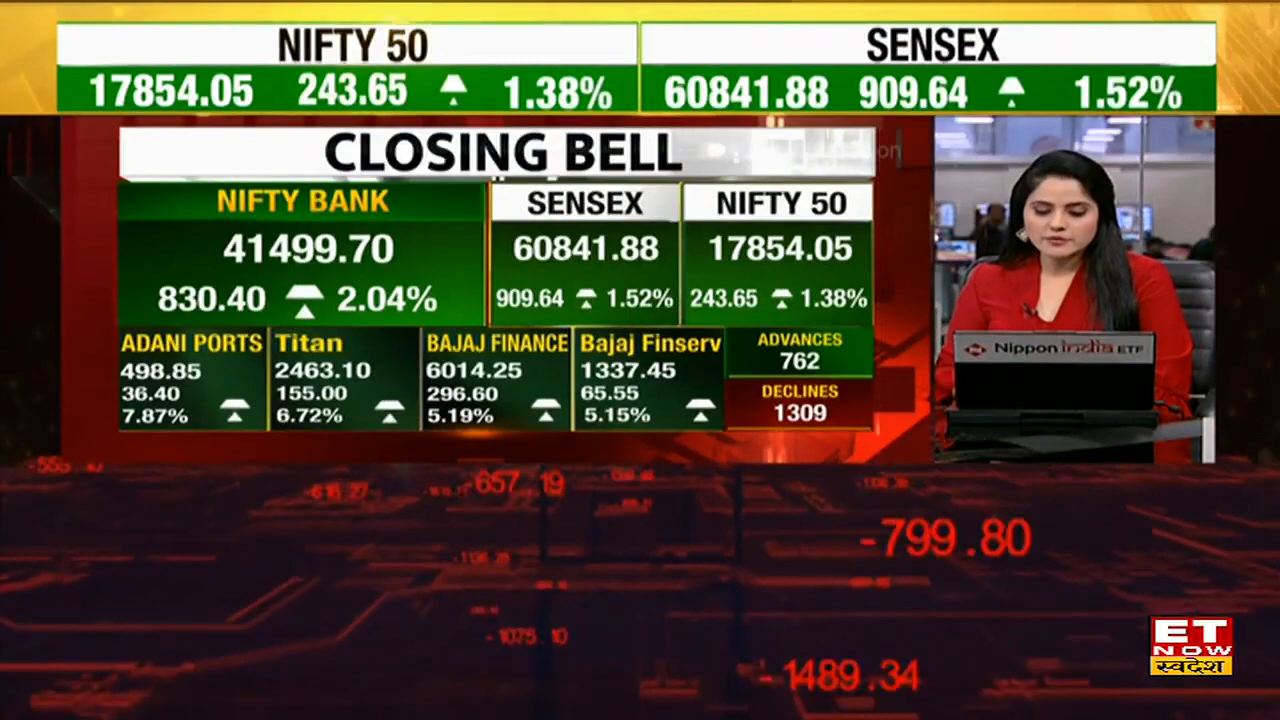 NIFTY 50
17854.05 243.65 1.38%
SENSEX
60841.88 909.64 1.52%
CLOSING BELL
NIFTY BANK
41499.70
830.40 2.04%
SENSEX
60841.88
909.64 1.52%
NIFTY 50
17854.05
243.65 1.38%
ADANI PORTS
498.85
36.40
7.87%
Titan
2463.10
155.00
6.72%
BAJAJ FINANCE
6014.25
296.60
5.19%
Bajaj Finserv
1337.45
65.55
5.15%
ADVANCES
762
DECLINES
1309
Nippon india ETF
-657.19
-799.80
-1075.10
-1489.34
ET
NOW
स्वदेश